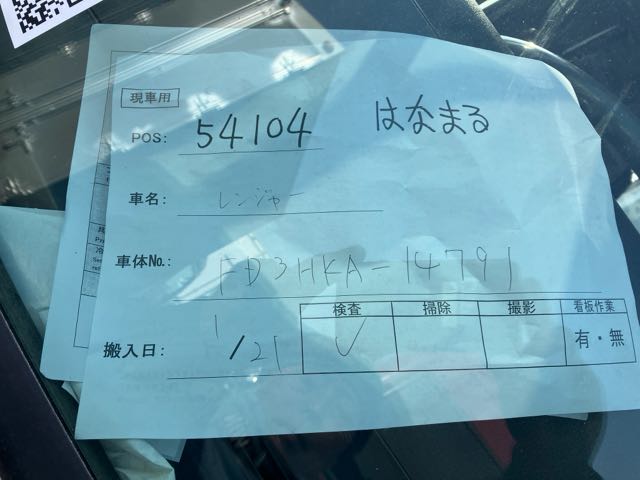 現車用
POS: 54104 はなまる
車名: レンジャー
車体No.: FD3HKA-14791
検査 掃除 撮影 看板作業
搬入日: 1/21 ✓ 有・無